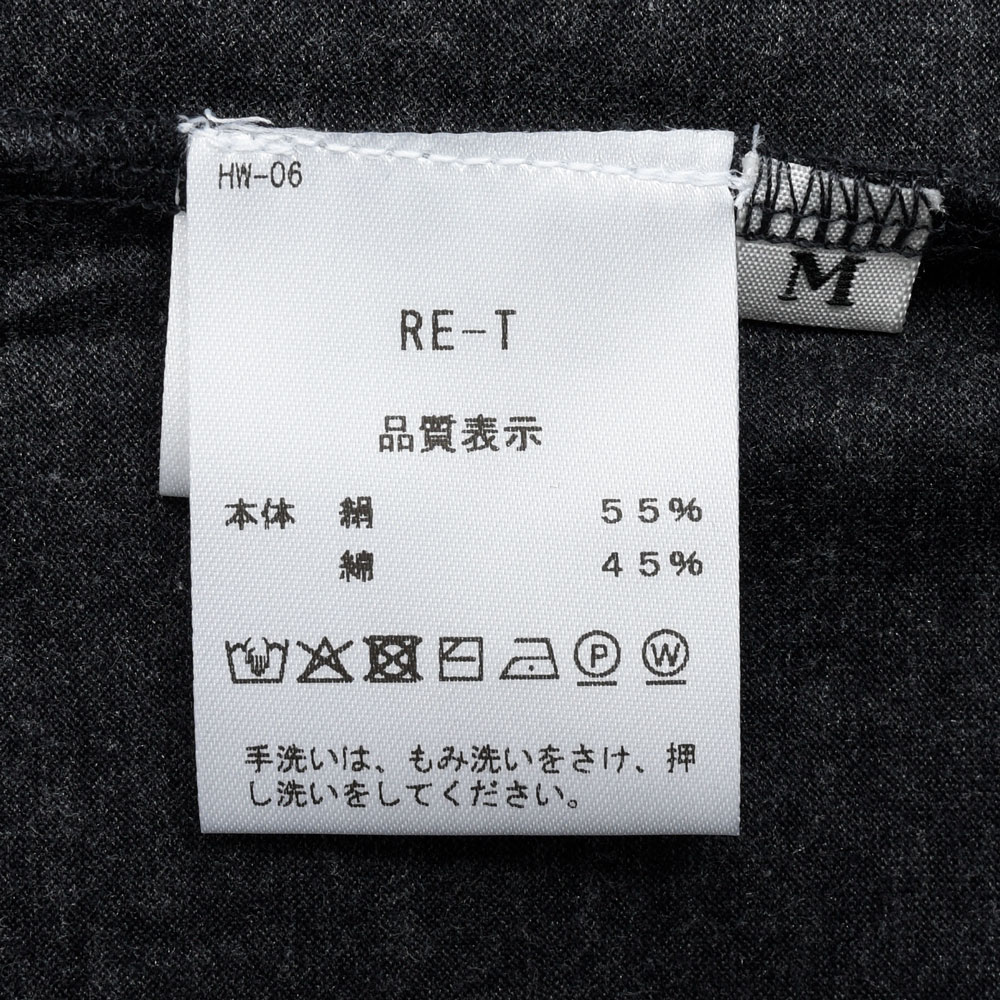 HW-06
M
RE-T
品質表示
本体 絹 55%
綿 45%
P W
手洗いは、もみ洗いをさけ、押
し洗いをしてください。